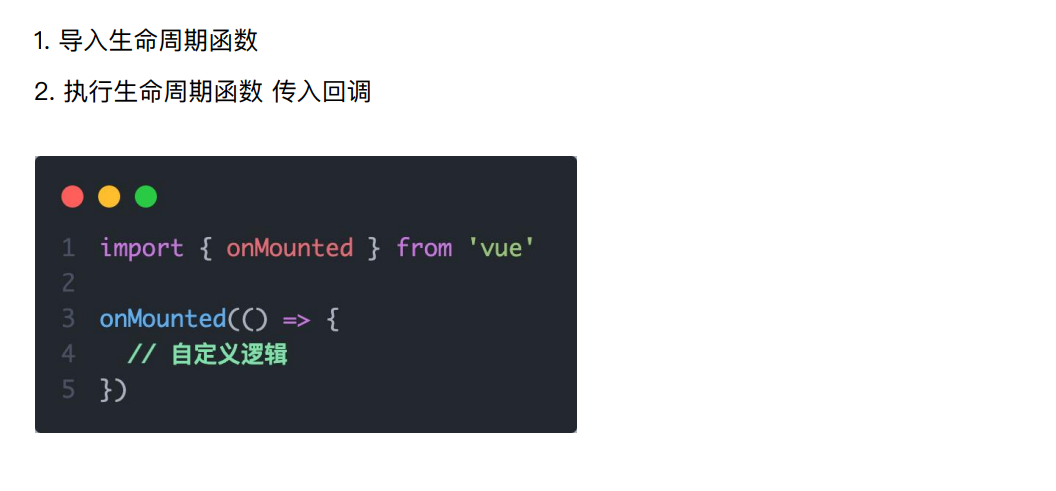 1. 导入生命周期函数
2. 执行生命周期函数 传入回调
1 import { onMounted } from 'vue'
2
3 onMounted(() => {
4   // 自定义逻辑
5 })